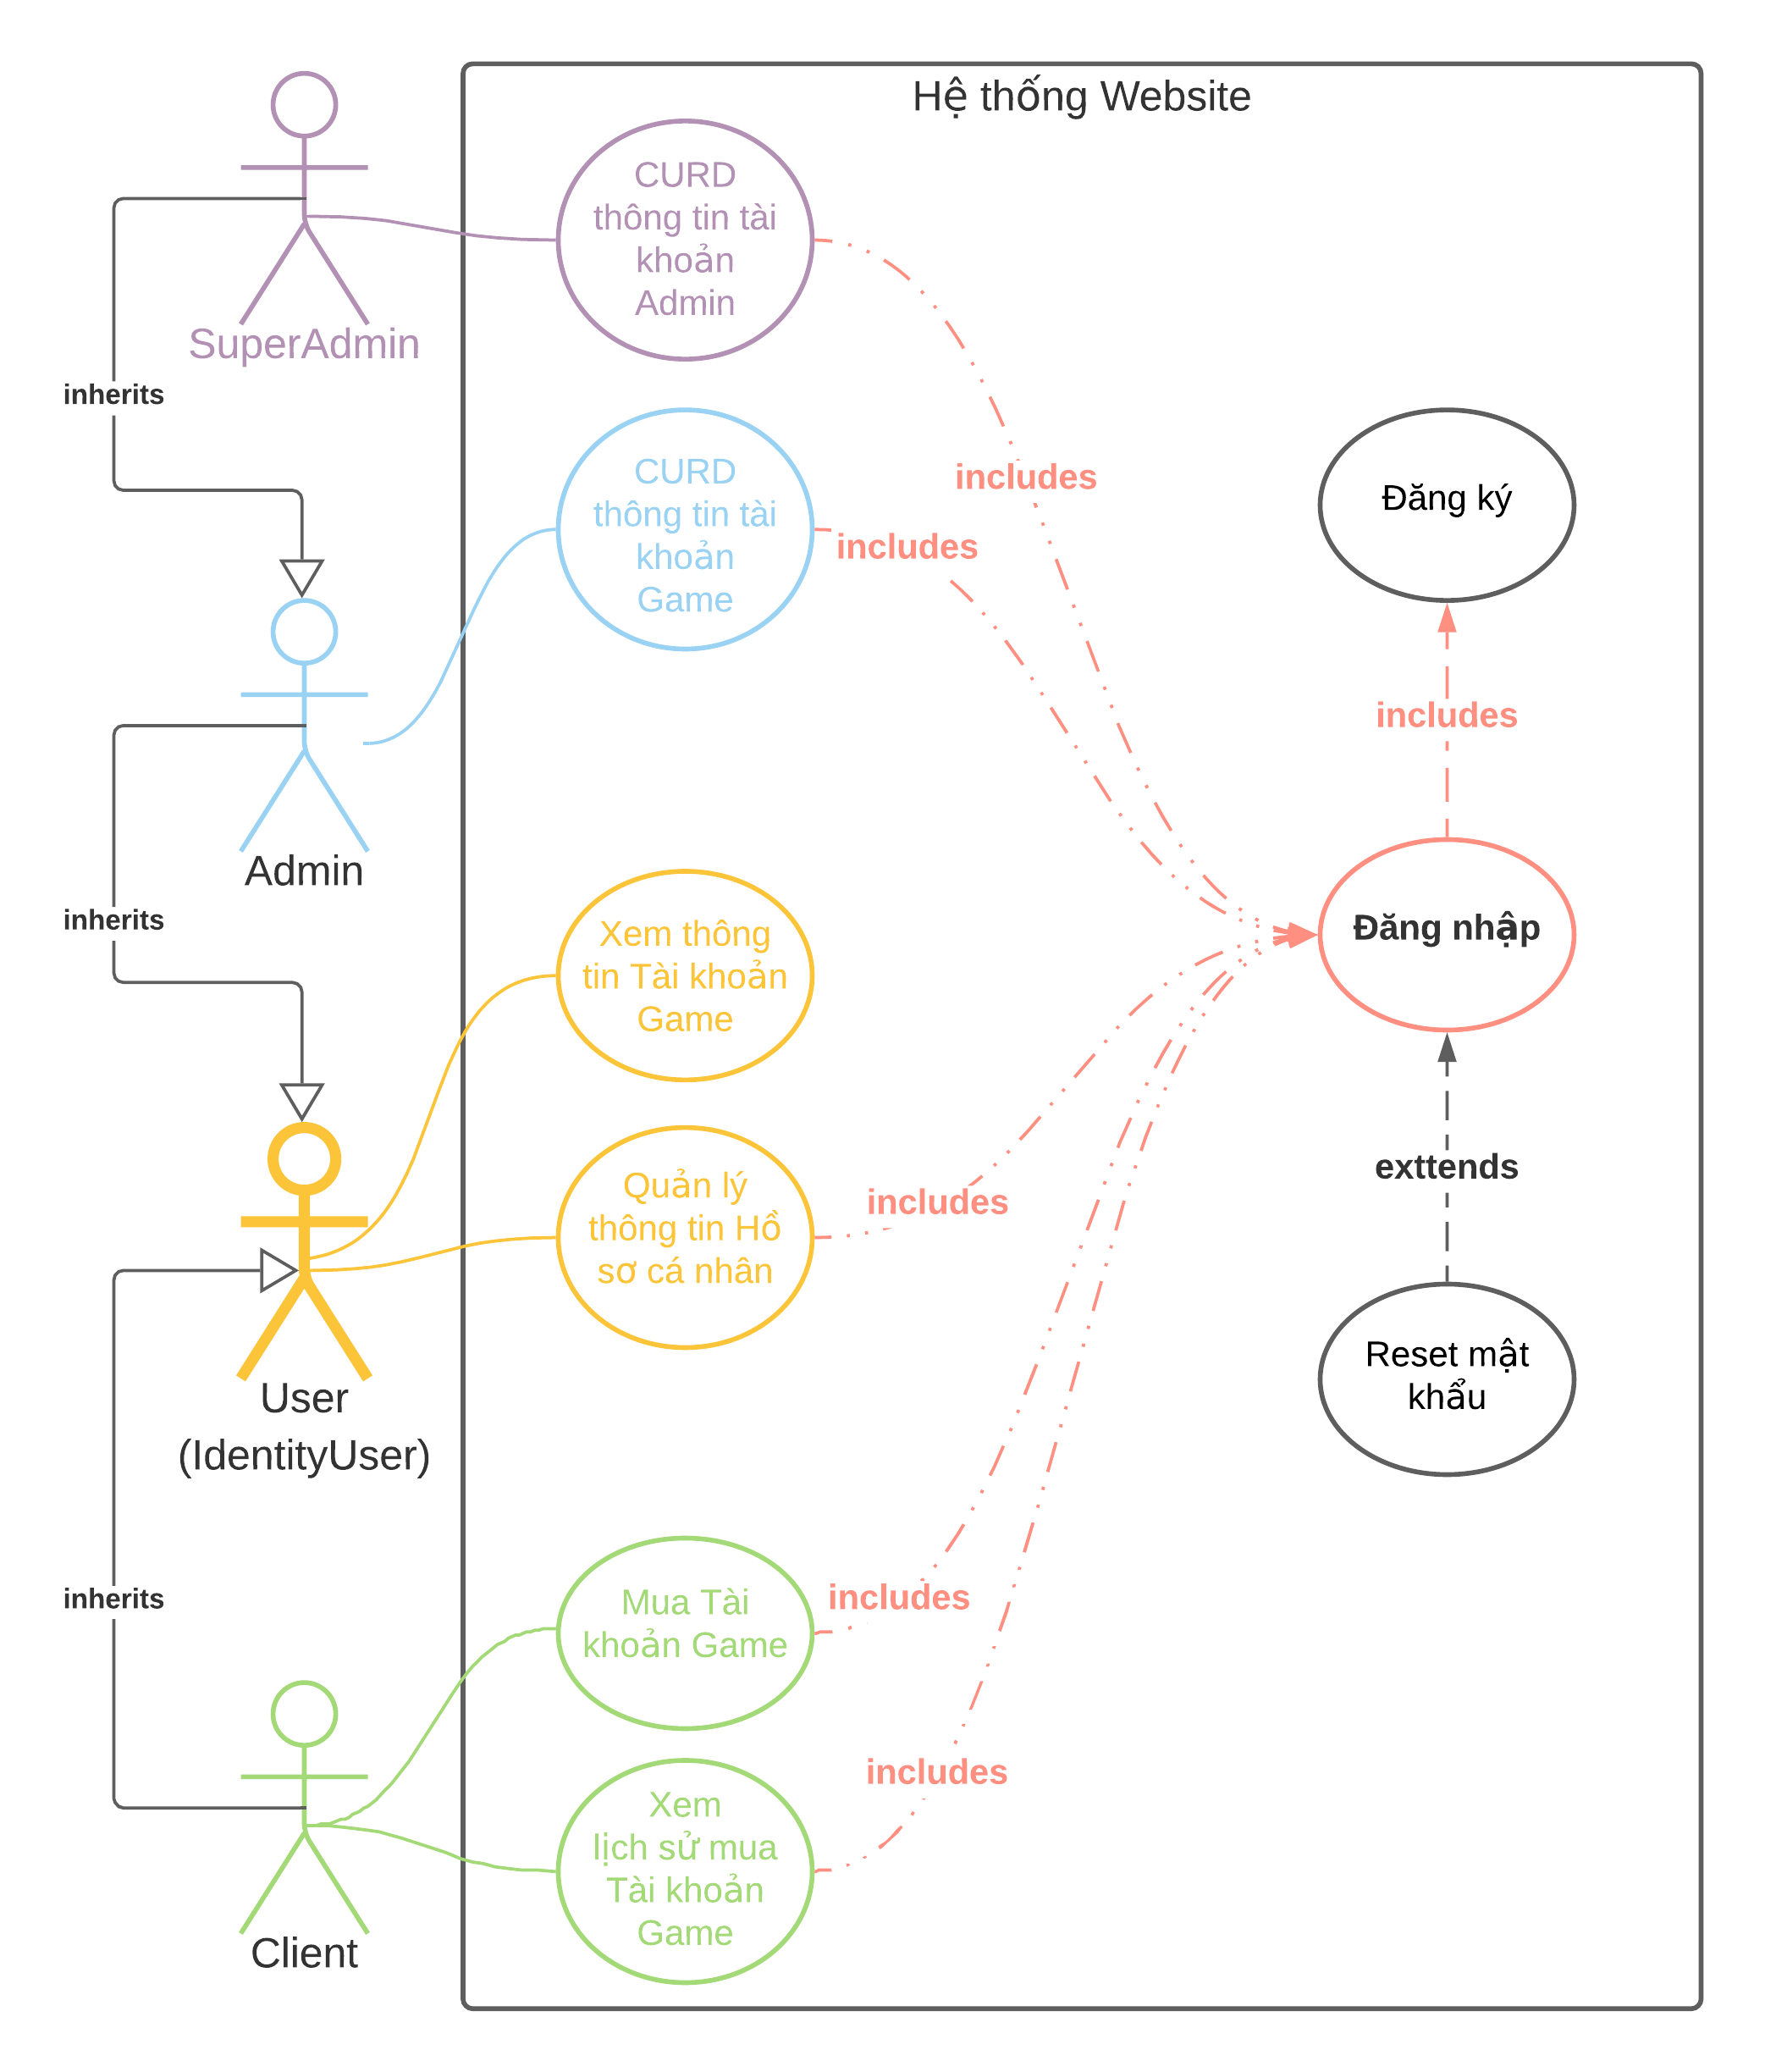 Hệ thống Website
SuperAdmin
CURD
thông tin tài
khoản
Admin
inherits
includes
CURD
thông tin tài
khoản
Game
includes
Đăng ký
includes
Admin
inherits
Xem thông
tin Tài khoản
Game
Đăng nhập
Quản lý
thông tin Hồ
sơ cá nhân
includes
exttends
Reset mật
khẩu
User
(IdentityUser)
inherits
Mua Tài
khoản Game
includes
includes
Xem
lịch sử mua
Tài khoản
Game
Client